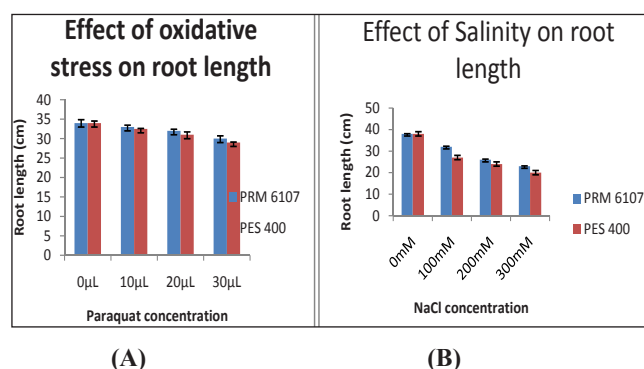 Effect of oxidative
stress on root length
Root length (cm)
40
35
30
25
20
15
10
5
0
0µL 10µL 20µL 30µL
Paraquat concentration
PRM 6107
PES 400
(A)
Effect of Salinity on root
length
Root length (cm)
50
40
30
20
10
0
0mM 100mM 200mM 300mM
NaCl concentration
PRM 6107
PES 400
(B)